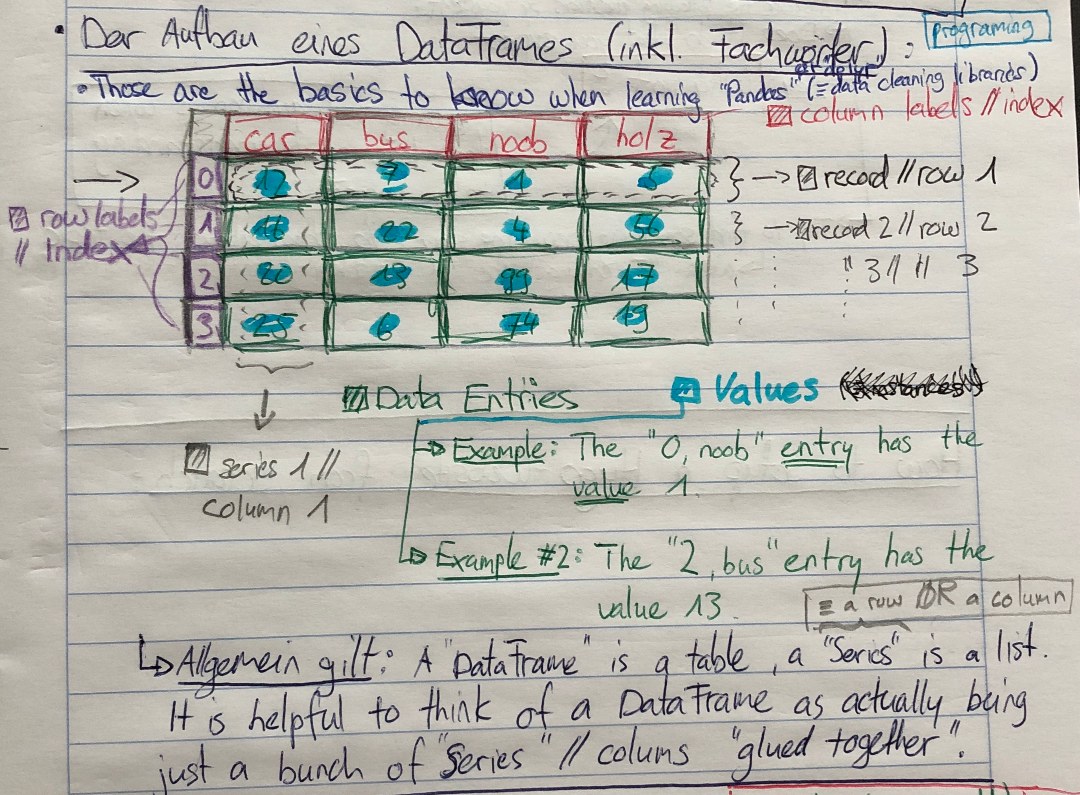 • Der Aufbau eines DataFrames (inkl. Fachwörter):
programing
• Those are the basics to know when learning "Pandas" (= data cleaning librands)
column labels // index
car bus noob holz
0 12 7 1 5
→ record // row 1
row labels // Index
1 16 22 4 56
→ record 2 // row 2
2 20 13 99 17
" 3 // " 3
3 25 6 74 19
Data Entries
Values
series 1 // column 1
→ Example: The "0, noob" entry has the
value 1.
→ Example #2: The "2, bus" entry has the
value 13.
≡ a row OR a column
→ Allgemein gilt: A "DataFrame" is a table, a "Series" is a list.
It is helpful to think of a DataFrame as actually being
just a bunch of "Series" // colums "glued together".